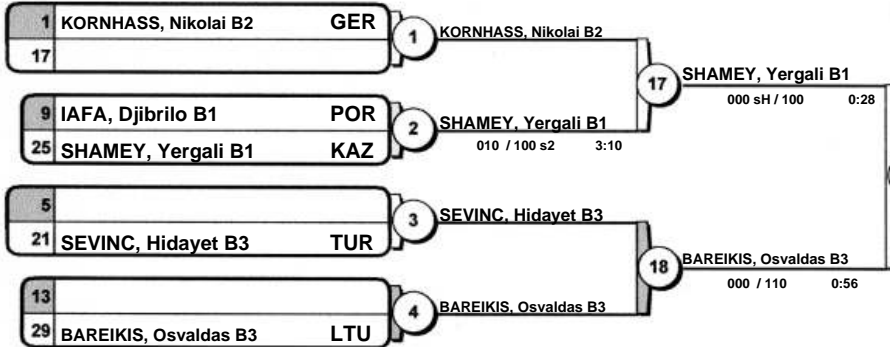 1 KORNHASS, Nikolai B2 GER
17
1 KORNHASS, Nikolai B2
9 IAFA, Djibrilo B1 POR
25 SHAMEY, Yergali B1 KAZ
2 SHAMEY, Yergali B1
010 / 100 s2 3:10
17 SHAMEY, Yergali B1
000 sH / 100 0:28
5
21 SEVINC, Hidayet B3 TUR
3 SEVINC, Hidayet B3
13
29 BAREIKIS, Osvaldas B3 LTU
4 BAREIKIS, Osvaldas B3
18 BAREIKIS, Osvaldas B3
000 / 110 0:56